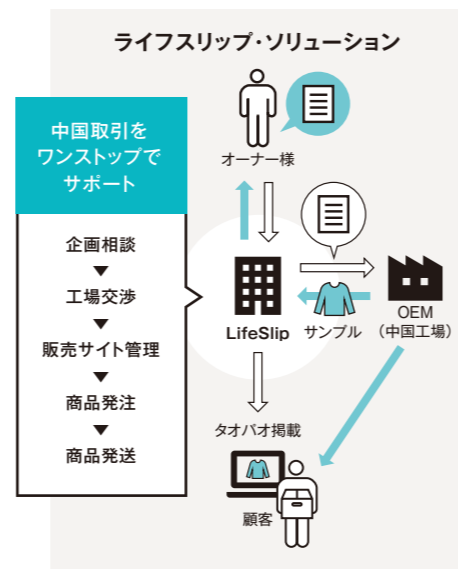 ライフスリップ・ソリューション
中国取引を
ワンストップで
サポート
企画相談
▼
工場交渉
▼
販売サイト管理
▼
商品発注
▼
商品発送
オーナー様
LifeSlip
サンプル
OEM
（中国工場）
タオバオ掲載
顧客